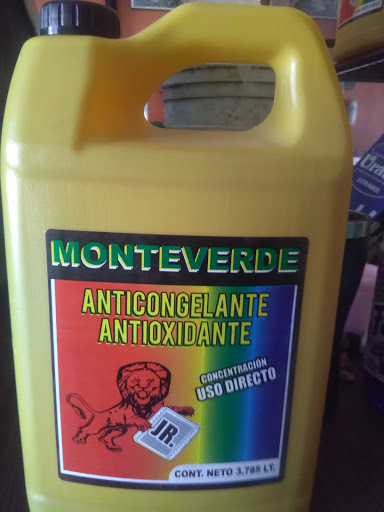 MONTEVERDE
ANTICONGELANTE
ANTIOXIDANTE
CONCENTRACIÓN
USO DIRECTO
JR.
CONT. NETO 3.785 LT.